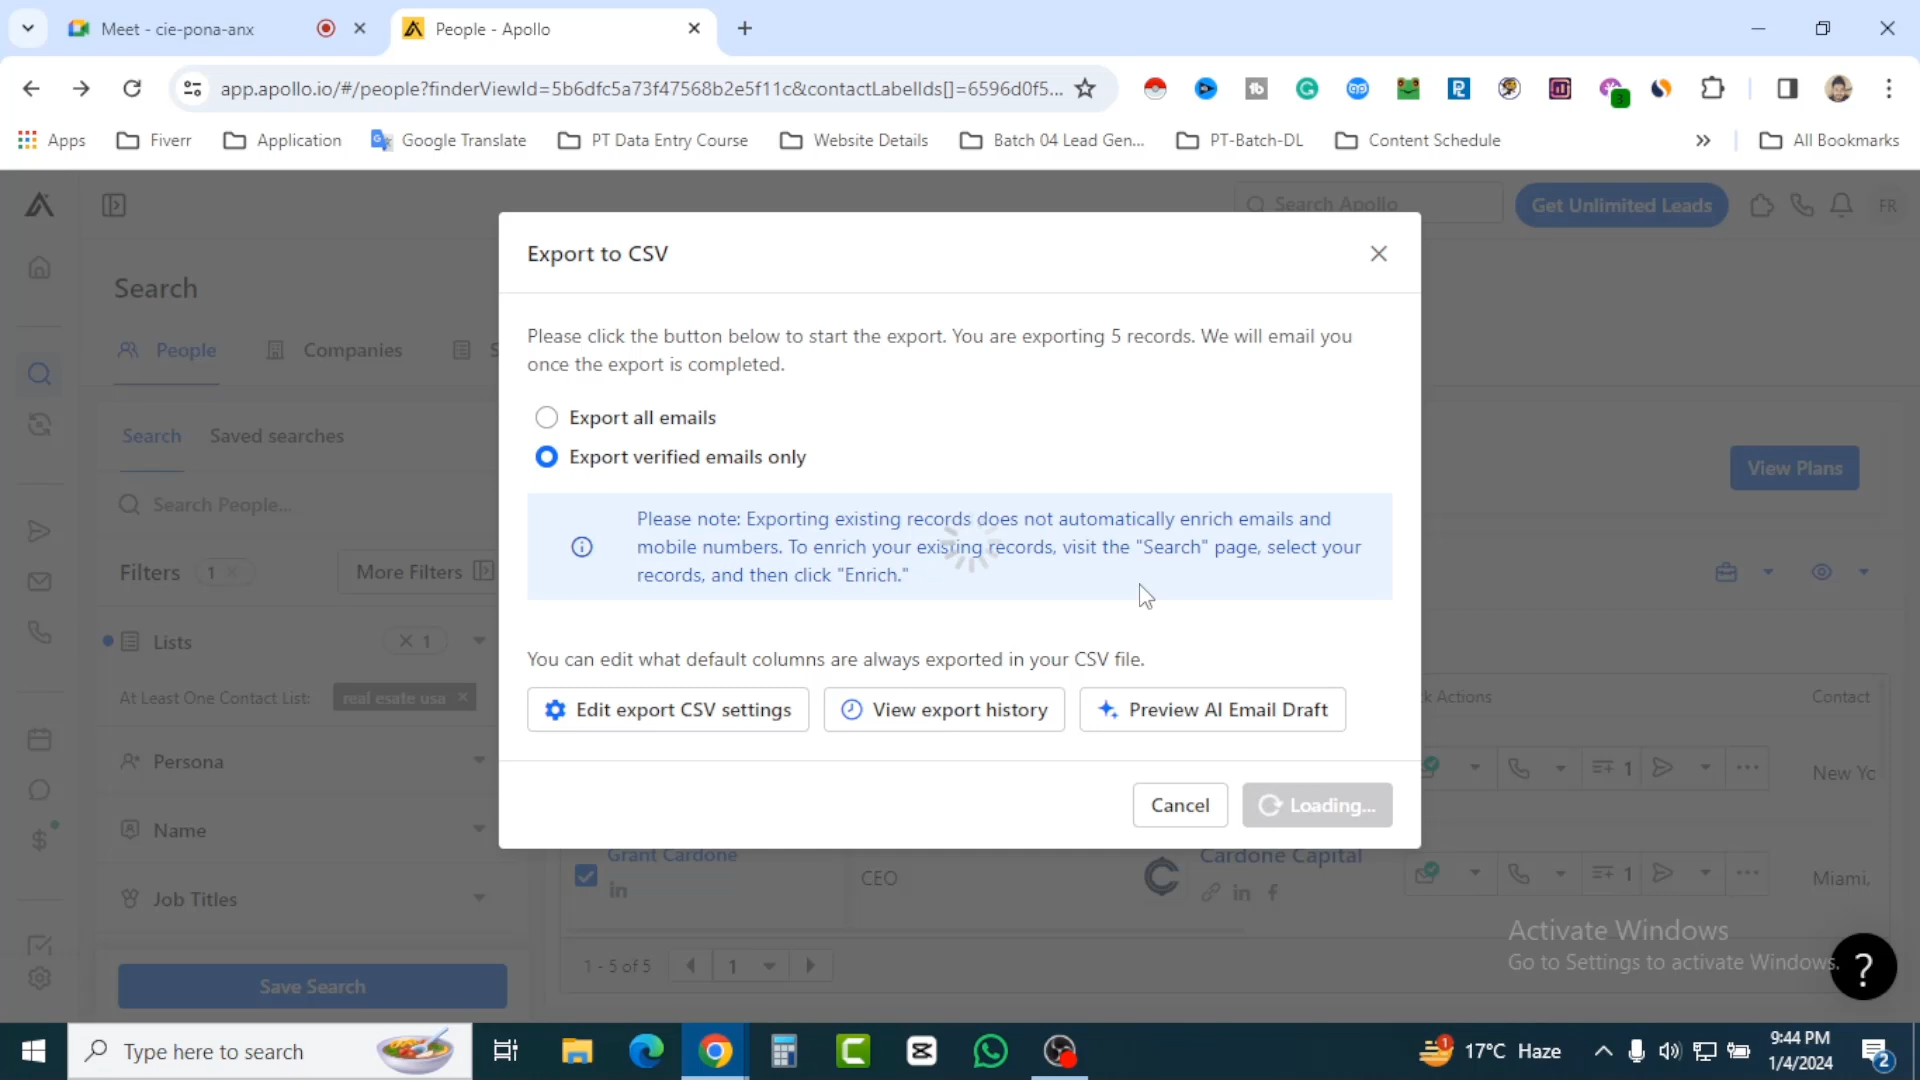 Meet - cie-pona-anx
People - Apollo
app.apollo.io/#/people?finderViewId=5b6dfc5a73f47568b2e5f11c&contactLabelIds[]=6596d0f5...
Apps
Fiverr
Application
Google Translate
PT Data Entry Course
Website Details
Batch 04 Lead Gen...
PT-Batch-DL
Content Schedule
All Bookmarks
Search Apollo
Get Unlimited Leads
FR
Search
People
Companies
S
Search
Saved searches
Search People...
View Plans
Filters
1
More Filters
Lists
1
At Least One Contact List:
real esate usa
Persona
Name
Job Titles
Save Search
Export to CSV
Please click the button below to start the export. You are exporting 5 records. We will email you
once the export is completed.
Export all emails
Export verified emails only
Please note: Exporting existing records does not automatically enrich emails and
mobile numbers. To enrich your existing records, visit the "Search" page, select your
records, and then click "Enrich."
You can edit what default columns are always exported in your CSV file.
Edit export CSV settings
View export history
Preview AI Email Draft
Cancel
Loading...
k Actions
Contact
1
New Yo
Grant Cardone
CEO
Cardone Capital
1
Miami,
1 - 5 of 5
1
Activate Windows
Go to Settings to activate Windows.
?
Type here to search
1
17°C Haze
9:44 PM
1/4/2024
2